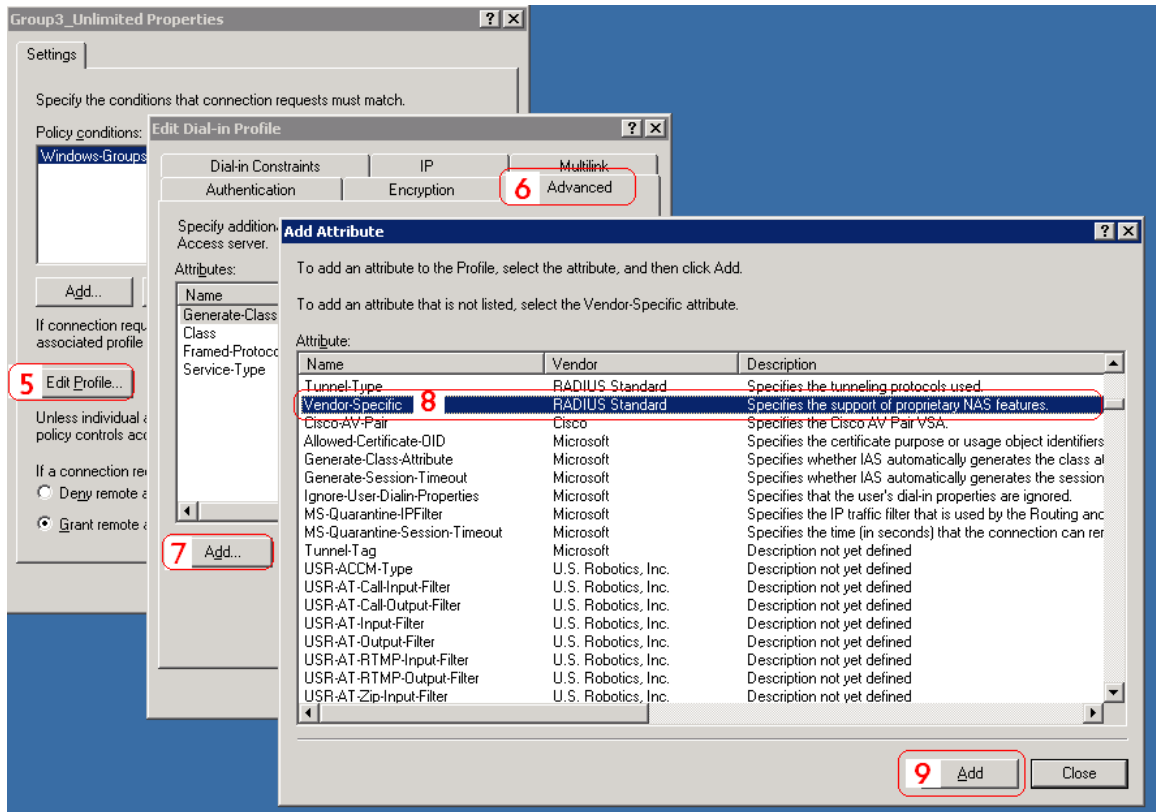 Group3_Unlimited Properties
Settings
Specify the conditions that connection requests must match.
Policy conditions:
Windows-Groups
Add...
If connection requ
associated profile
5 Edit Profile...
Unless individual a
policy controls acc
If a connection re
Deny remote a
Grant remote a
Edit Dial-in Profile
Dial-in Constraints IP Multilink
Authentication Encryption 6 Advanced
Specify addition
Access server.
Attributes:
Name
Generate-Class
Class
Framed-Protoco
Service-Type
7 Add...
Add Attribute
To add an attribute to the Profile, select the attribute, and then click Add.
To add an attribute that is not listed, select the Vendor-Specific attribute.
Attribute:
Name Vendor Description
Tunnel-Type RADIUS Standard Specifies the tunneling protocols used.
Vendor-Specific 8 RADIUS Standard Specifies the support of proprietary NAS features.
Cisco-AV-Pair Cisco Specifies the Cisco AV Pair VSA.
Allowed-Certificate-OID Microsoft Specifies the certificate purpose or usage object identifiers
Generate-Class-Attribute Microsoft Specifies whether IAS automatically generates the class at
Generate-Session-Timeout Microsoft Specifies whether IAS automatically generates the session
Ignore-User-Dialin-Properties Microsoft Specifies that the user's dial-in properties are ignored.
MS-Quarantine-IPFilter Microsoft Specifies the IP traffic filter that is used by the Routing and
MS-Quarantine-Session-Timeout Microsoft Specifies the time (in seconds) that the connection can rem
Tunnel-Tag Microsoft Description not yet defined
USR-ACCM-Type U.S. Robotics, Inc. Description not yet defined
USR-AT-Call-Input-Filter U.S. Robotics, Inc. Description not yet defined
USR-AT-Call-Output-Filter U.S. Robotics, Inc. Description not yet defined
USR-AT-Input-Filter U.S. Robotics, Inc. Description not yet defined
USR-AT-Output-Filter U.S. Robotics, Inc. Description not yet defined
USR-AT-RTMP-Input-Filter U.S. Robotics, Inc. Description not yet defined
USR-AT-RTMP-Output-Filter U.S. Robotics, Inc. Description not yet defined
USR-AT-Zip-Input-Filter U.S. Robotics, Inc. Description not yet defined
9 Add Close